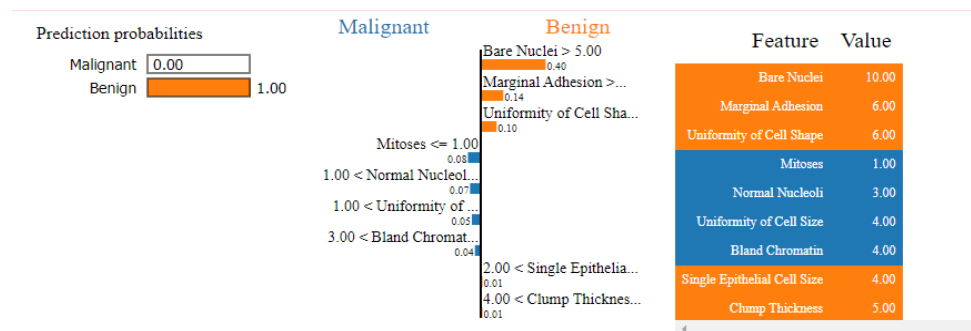 Prediction probabilities
Malignant 0.00
Benign 1.00
Malignant Benign
Bare Nuclei > 5.00
0.40
Marginal Adhesion >...
0.14
Uniformity of Cell Sha...
0.10
Mitoses <= 1.00
0.08
1.00 < Normal Nucleol...
0.07
1.00 < Uniformity of ...
0.05
3.00 < Bland Chromat...
0.04
2.00 < Single Epithelia...
0.01
4.00 < Clump Thicknes...
0.01
Feature Value
Bare Nuclei 10.00
Marginal Adhesion 6.00
Uniformity of Cell Shape 6.00
Mitoses 1.00
Normal Nucleoli 3.00
Uniformity of Cell Size 4.00
Bland Chromatin 4.00
Single Epithelial Cell Size 4.00
Clump Thickness 5.00